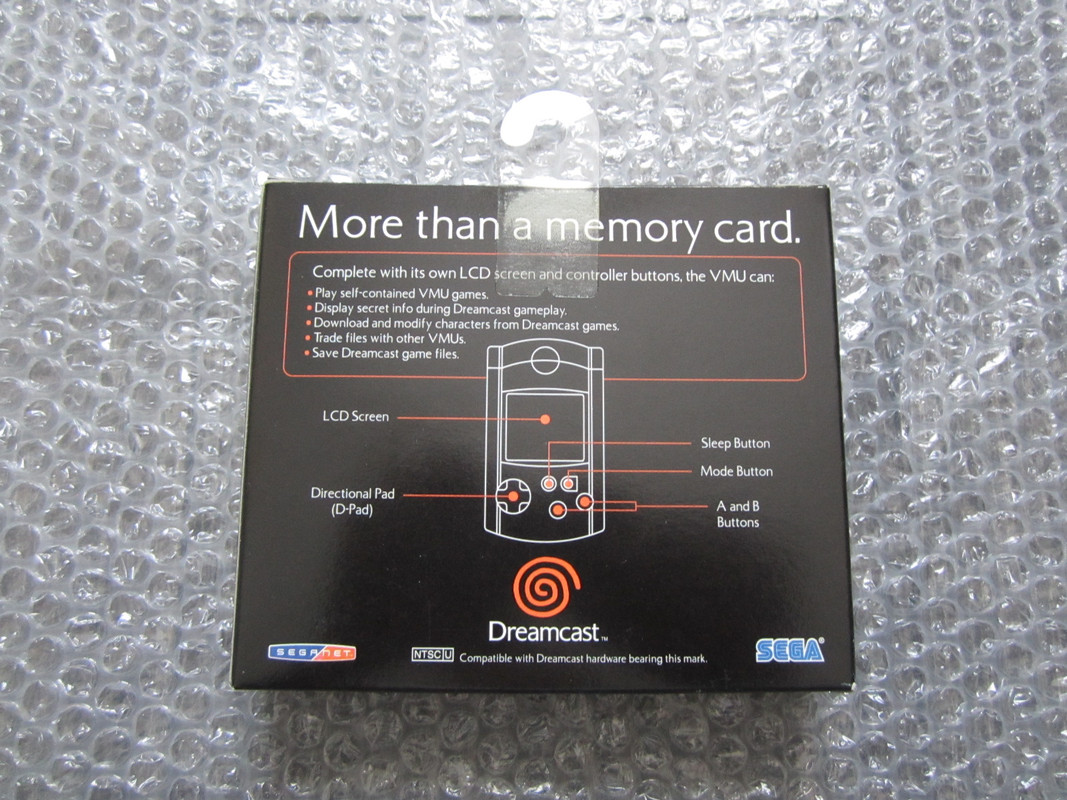 More than a memory card.
Complete with its own LCD screen and controller buttons, the VMU can:
• Play self-contained VMU games.
• Display secret info during Dreamcast gameplay.
• Download and modify characters from Dreamcast games.
• Trade files with other VMUs.
• Save Dreamcast game files.
LCD Screen
Sleep Button
Mode Button
Directional Pad
(D-Pad)
A and B
Buttons
Dreamcast™
SEGANET™
NTSC U Compatible with Dreamcast hardware bearing this mark.
SEGA®